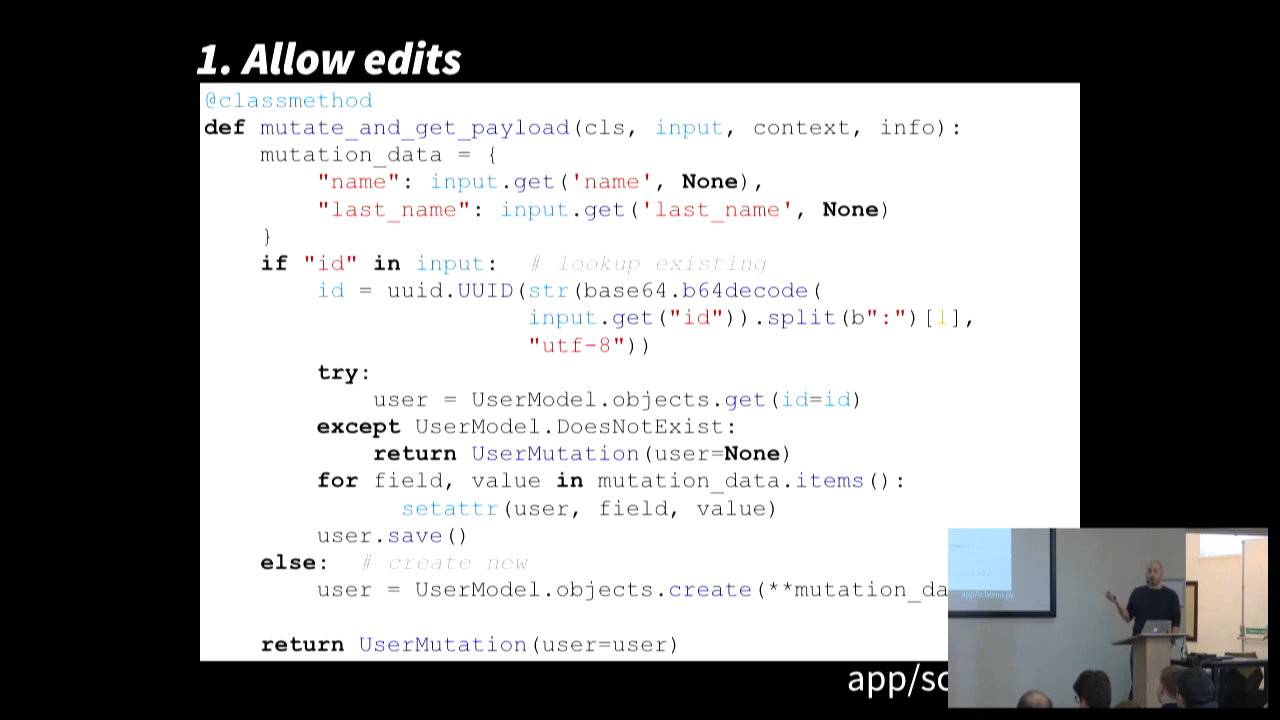 1. Allow edits
@classmethod
def mutate_and_get_payload(cls, input, context, info):
    mutation_data = {
        "name": input.get('name', None),
        "last_name": input.get('last_name', None)
    }
    if "id" in input:  # lookup existing
        id = uuid.UUID(str(base64.b64decode(
                       input.get("id")).split(b":")[1],
                       "utf-8"))
        try:
            user = UserModel.objects.get(id=id)
        except UserModel.DoesNotExist:
            return UserMutation(user=None)
        for field, value in mutation_data.items():
              setattr(user, field, value)
        user.save()
    else:  # create new
        user = UserModel.objects.create(**mutation_da
    return UserMutation(user=user)
app/sc
app/schema.py